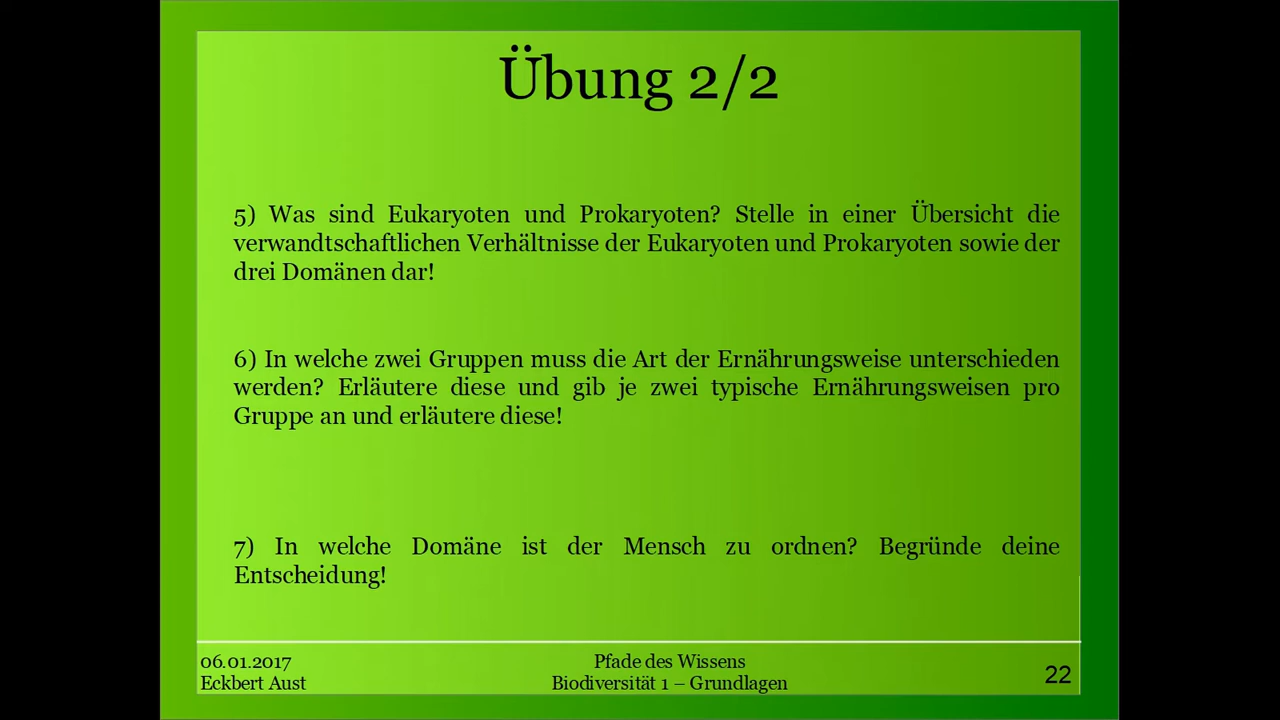 Übung 2/2
5) Was sind Eukaryoten und Prokaryoten? Stelle in einer Übersicht die
verwandtschaftlichen Verhältnisse der Eukaryoten und Prokaryoten sowie der
drei Domänen dar!
6) In welche zwei Gruppen muss die Art der Ernährungsweise unterschieden
werden? Erläutere diese und gib je zwei typische Ernährungsweisen pro
Gruppe an und erläutere diese!
7) In welche Domäne ist der Mensch zu ordnen? Begründe deine
Entscheidung!
06.01.2017
Eckbert Aust
Pfade des Wissens
Biodiversität 1 – Grundlagen
22